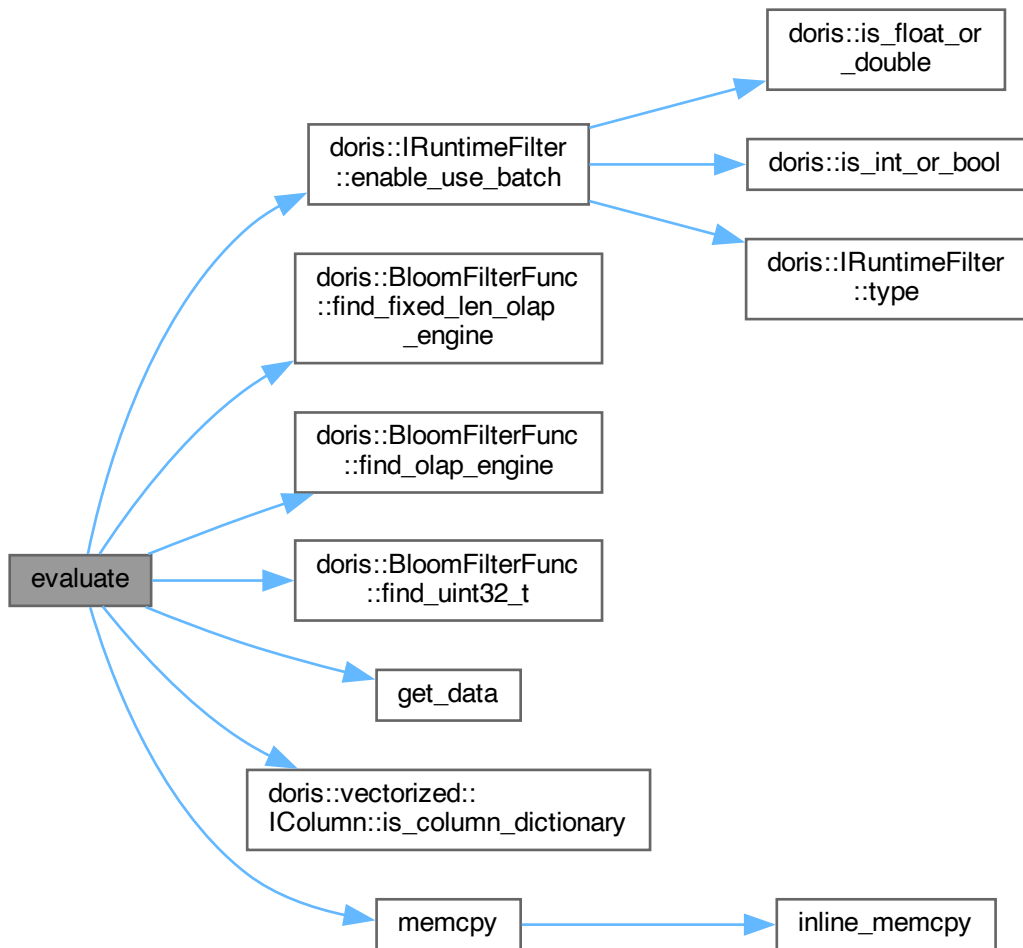 evaluate
doris::IRuntimeFilter
::enable_use_batch
doris::is_float_or
_double
doris::is_int_or_bool
doris::IRuntimeFilter
::type
doris::BloomFilterFunc
::find_fixed_len_olap
_engine
doris::BloomFilterFunc
::find_olap_engine
doris::BloomFilterFunc
::find_uint32_t
get_data
doris::vectorized::
IColumn::is_column_dictionary
memcpy
inline_memcpy